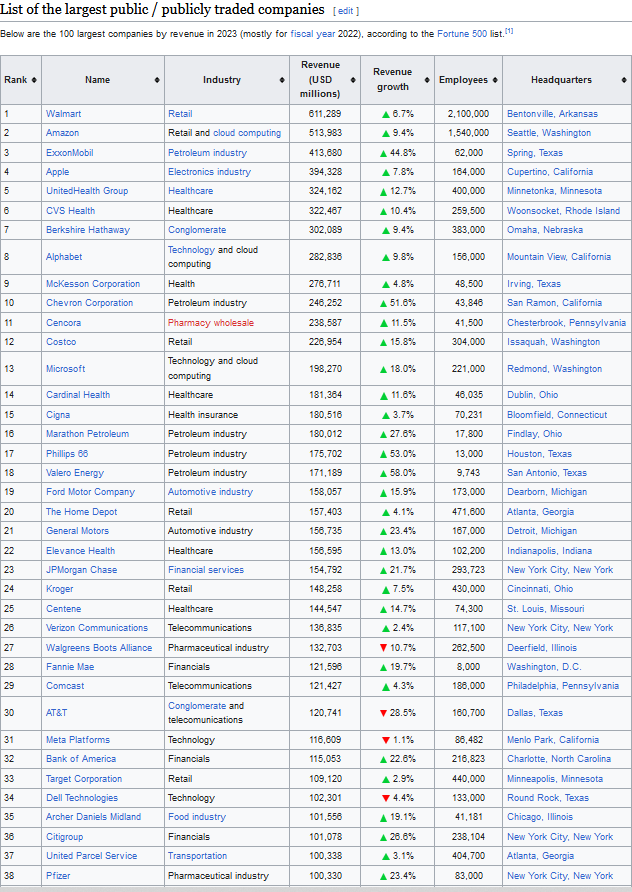 List of the largest public / publicly traded companies [ edit ]
Below are the 100 largest companies by revenue in 2023 (mostly for fiscal year 2022), according to the Fortune 500 list.[1]
Rank Name Industry Revenue (USD millions) Revenue growth Employees Headquarters
1 Walmart Retail 611,289 ▲ 6.7% 2,100,000 Bentonville, Arkansas
2 Amazon Retail and cloud computing 513,983 ▲ 9.4% 1,540,000 Seattle, Washington
3 ExxonMobil Petroleum industry 413,680 ▲ 44.8% 62,000 Spring, Texas
4 Apple Electronics industry 394,328 ▲ 7.8% 164,000 Cupertino, California
5 UnitedHealth Group Healthcare 324,162 ▲ 12.7% 400,000 Minnetonka, Minnesota
6 CVS Health Healthcare 322,467 ▲ 10.4% 259,500 Woonsocket, Rhode Island
7 Berkshire Hathaway Conglomerate 302,089 ▲ 9.4% 383,000 Omaha, Nebraska
8 Alphabet Technology and cloud computing 282,836 ▲ 9.8% 156,000 Mountain View, California
9 McKesson Corporation Health 276,711 ▲ 4.8% 48,500 Irving, Texas
10 Chevron Corporation Petroleum industry 246,252 ▲ 51.6% 43,846 San Ramon, California
11 Cencora Pharmacy wholesale 238,587 ▲ 11.5% 41,500 Chesterbrook, Pennsylvania
12 Costco Retail 226,954 ▲ 15.8% 304,000 Issaquah, Washington
13 Microsoft Technology and cloud computing 198,270 ▲ 18.0% 221,000 Redmond, Washington
14 Cardinal Health Healthcare 181,364 ▲ 11.6% 46,035 Dublin, Ohio
15 Cigna Health insurance 180,516 ▲ 3.7% 70,231 Bloomfield, Connecticut
16 Marathon Petroleum Petroleum industry 180,012 ▲ 27.6% 17,800 Findlay, Ohio
17 Phillips 66 Petroleum industry 175,702 ▲ 53.0% 13,000 Houston, Texas
18 Valero Energy Petroleum industry 171,189 ▲ 58.0% 9,743 San Antonio, Texas
19 Ford Motor Company Automotive industry 158,057 ▲ 15.9% 173,000 Dearborn, Michigan
20 The Home Depot Retail 157,403 ▲ 4.1% 471,600 Atlanta, Georgia
21 General Motors Automotive industry 156,735 ▲ 23.4% 167,000 Detroit, Michigan
22 Elevance Health Healthcare 156,595 ▲ 13.0% 102,200 Indianapolis, Indiana
23 JPMorgan Chase Financial services 154,792 ▲ 21.7% 293,723 New York City, New York
24 Kroger Retail 148,258 ▲ 7.5% 430,000 Cincinnati, Ohio
25 Centene Healthcare 144,547 ▲ 14.7% 74,300 St. Louis, Missouri
26 Verizon Communications Telecommunications 136,835 ▲ 2.4% 117,100 New York City, New York
27 Walgreens Boots Alliance Pharmaceutical industry 132,703 ▼ 10.7% 262,500 Deerfield, Illinois
28 Fannie Mae Financials 121,596 ▲ 19.7% 8,000 Washington, D.C.
29 Comcast Telecommunications 121,427 ▲ 4.3% 186,000 Philadelphia, Pennsylvania
30 AT&T Conglomerate and telecommunications 120,741 ▼ 28.5% 160,700 Dallas, Texas
31 Meta Platforms Technology 116,609 ▼ 1.1% 86,482 Menlo Park, California
32 Bank of America Financials 115,053 ▲ 22.6% 216,823 Charlotte, North Carolina
33 Target Corporation Retail 109,120 ▲ 2.9% 440,000 Minneapolis, Minnesota
34 Dell Technologies Technology 102,301 ▼ 4.4% 133,000 Round Rock, Texas
35 Archer Daniels Midland Food industry 101,556 ▲ 19.1% 41,181 Chicago, Illinois
36 Citigroup Financials 101,078 ▲ 26.6% 238,104 New York City, New York
37 United Parcel Service Transportation 100,338 ▲ 3.1% 404,700 Atlanta, Georgia
38 Pfizer Pharmaceutical industry 100,330 ▲ 23.4% 83,000 New York City, New York